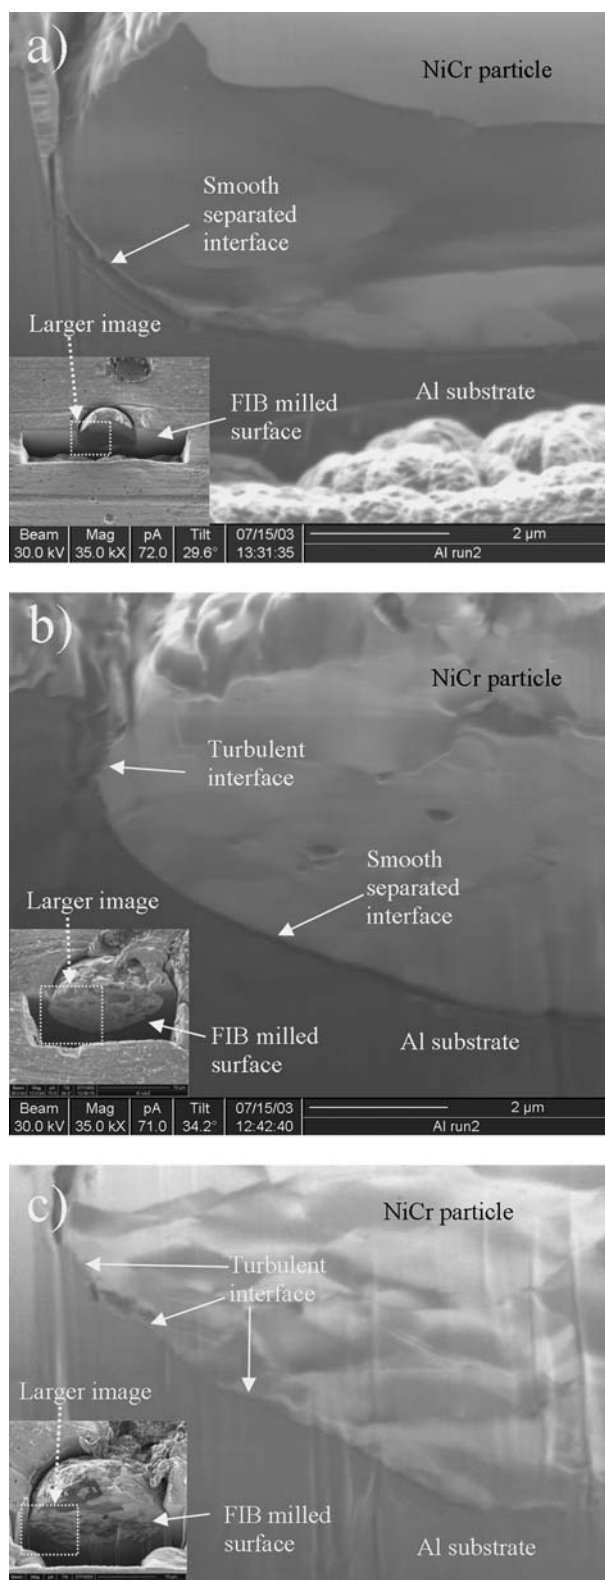 a)
NiCr particle
Smooth
separated
interface
Larger image
FIB milled
surface
Al substrate
Beam Mag pA Tilt 07/15/03 2 µm
30.0 kV 35.0 kX 72.0 29.6° 13:31:35 Al run2
b)
NiCr particle
Turbulent
interface
Smooth
separated
interface
Larger image
FIB milled
surface
Al substrate
Beam Mag pA Tilt 07/15/03 2 µm
30.0 kV 35.0 kX 71.0 34.2° 12:42:40 Al run2
c)
NiCr particle
Turbulent
interface
Larger image
FIB milled
surface
Al substrate